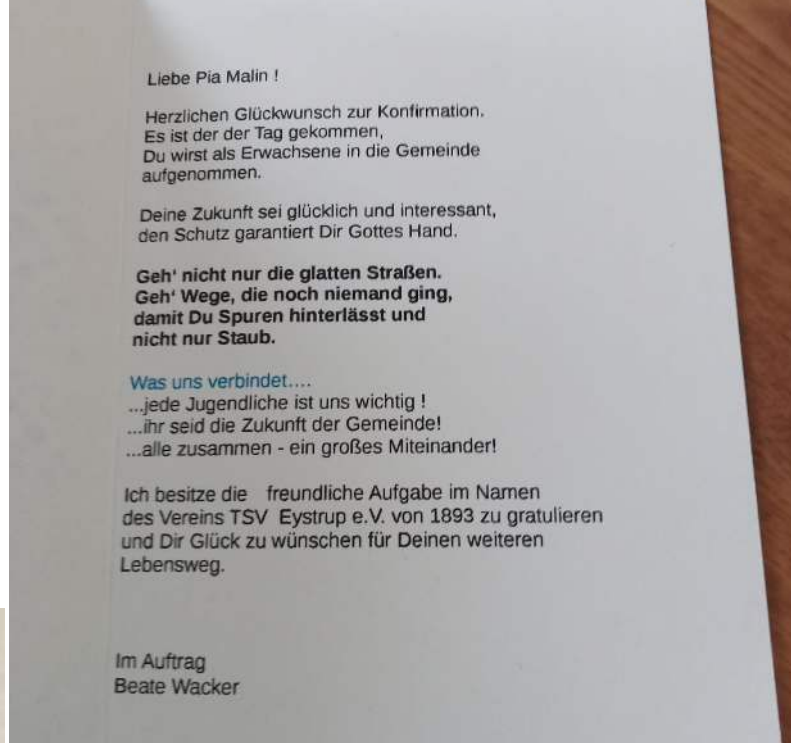 Liebe Pia Malin !
Herzlichen Glückwunsch zur Konfirmation.
Es ist der der Tag gekommen,
Du wirst als Erwachsene in die Gemeinde
aufgenommen.
Deine Zukunft sei glücklich und interessant,
den Schutz garantiert Dir Gottes Hand.
Geh‘ nicht nur die glatten Straßen.
Geh‘ Wege, die noch niemand ging,
damit Du Spuren hinterlässt und
nicht nur Staub.
Was uns verbindet....
...jede Jugendliche ist uns wichtig !
...ihr seid die Zukunft der Gemeinde!
...alle zusammen - ein großes Miteinander!
Ich besitze die freundliche Aufgabe im Namen
des Vereins TSV Eystrup e.V. von 1893 zu gratulieren
und Dir Glück zu wünschen für Deinen weiteren
Lebensweg.
Im Auftrag
Beate Wacker